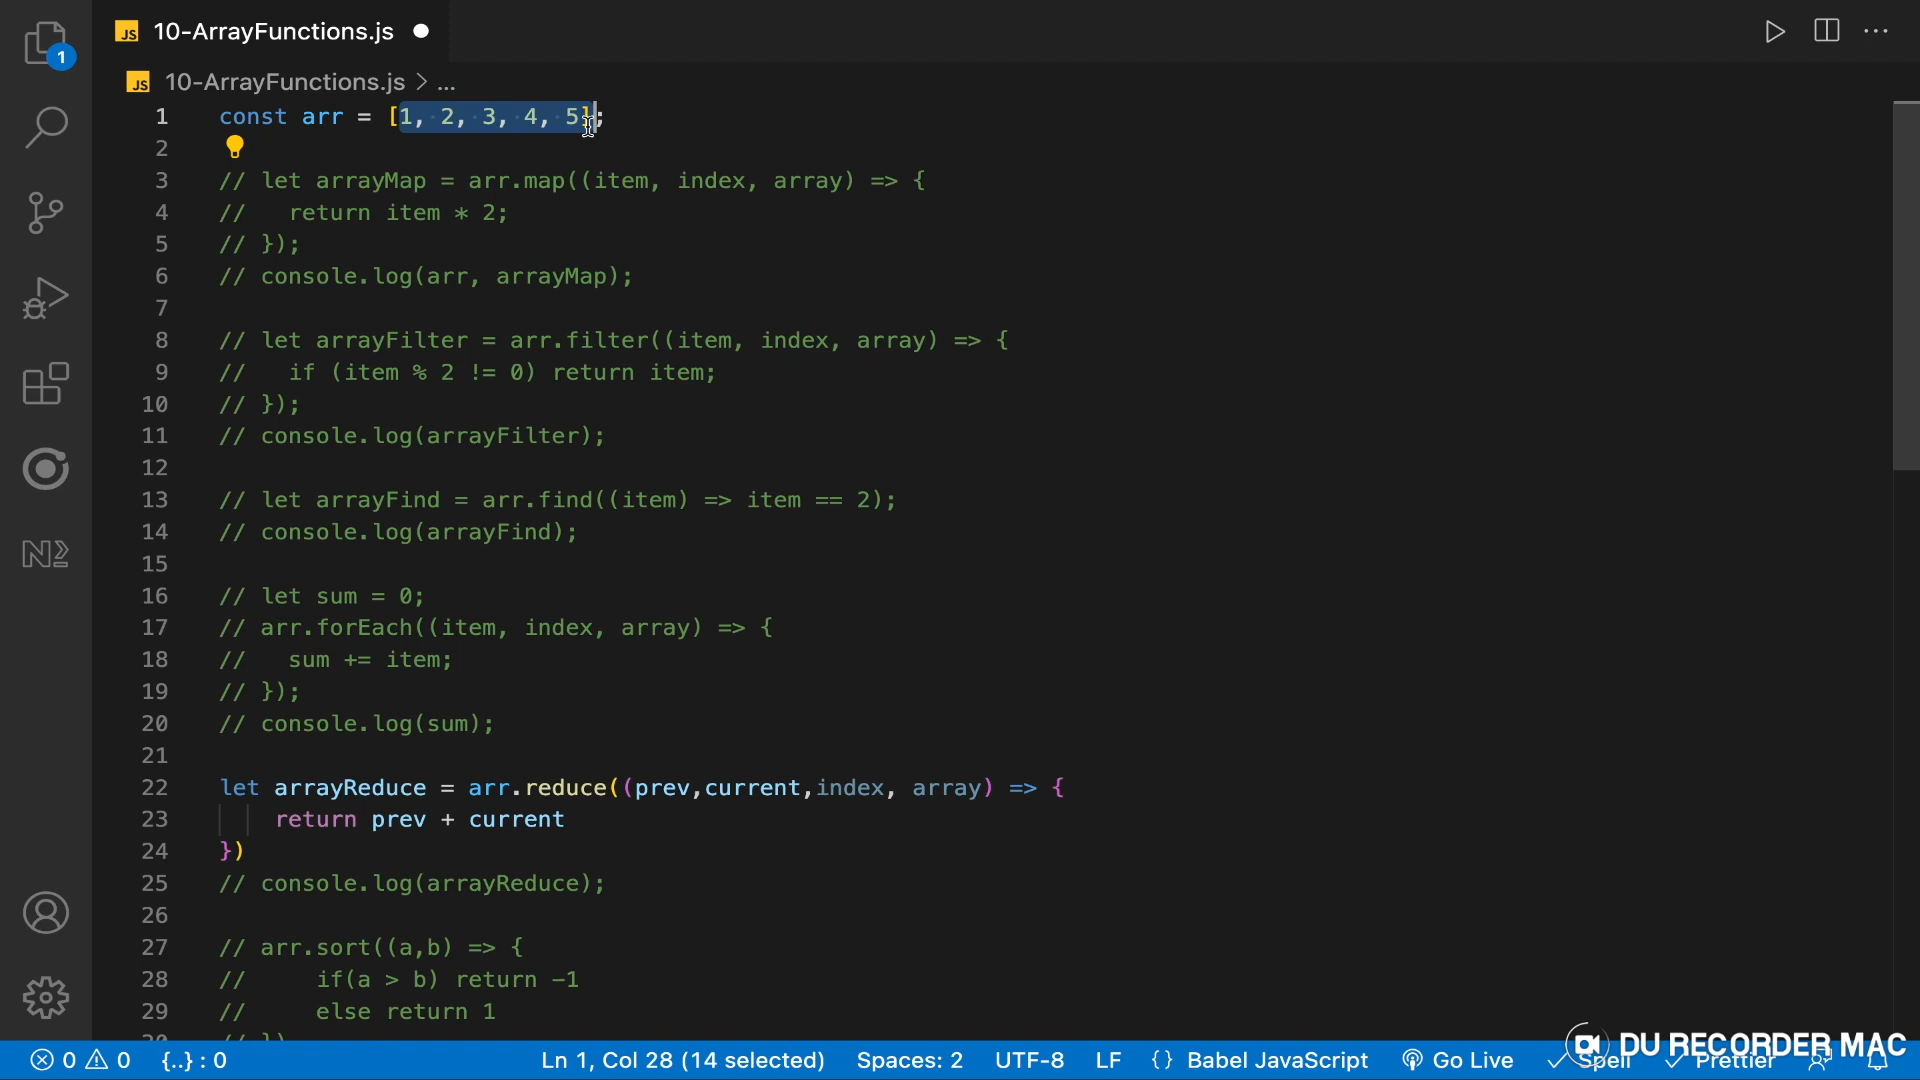 JS 10-ArrayFunctions.js
1
JS 10-ArrayFunctions.js > ...
1 const arr = [1, 2, 3, 4, 5];
2
3 // let arrayMap = arr.map((item, index, array) => {
4 //   return item * 2;
5 // });
6 // console.log(arr, arrayMap);
7
8 // let arrayFilter = arr.filter((item, index, array) => {
9 //   if (item % 2 != 0) return item;
10 // });
11 // console.log(arrayFilter);
12
13 // let arrayFind = arr.find((item) => item == 2);
14 // console.log(arrayFind);
15
16 // let sum = 0;
17 // arr.forEach((item, index, array) => {
18 //   sum += item;
19 // });
20 // console.log(sum);
21
22 let arrayReduce = arr.reduce((prev,current,index, array) => {
23     return prev + current
24 })
25 // console.log(arrayReduce);
26
27 // arr.sort((a,b) => {
28 //     if(a > b) return -1
29 //     else return 1
DU RECORDER MAC
0 0 {..} : 0 Ln 1, Col 28 (14 selected) Spaces: 2 UTF-8 LF {} Babel JavaScript Go Live Spell Prettier